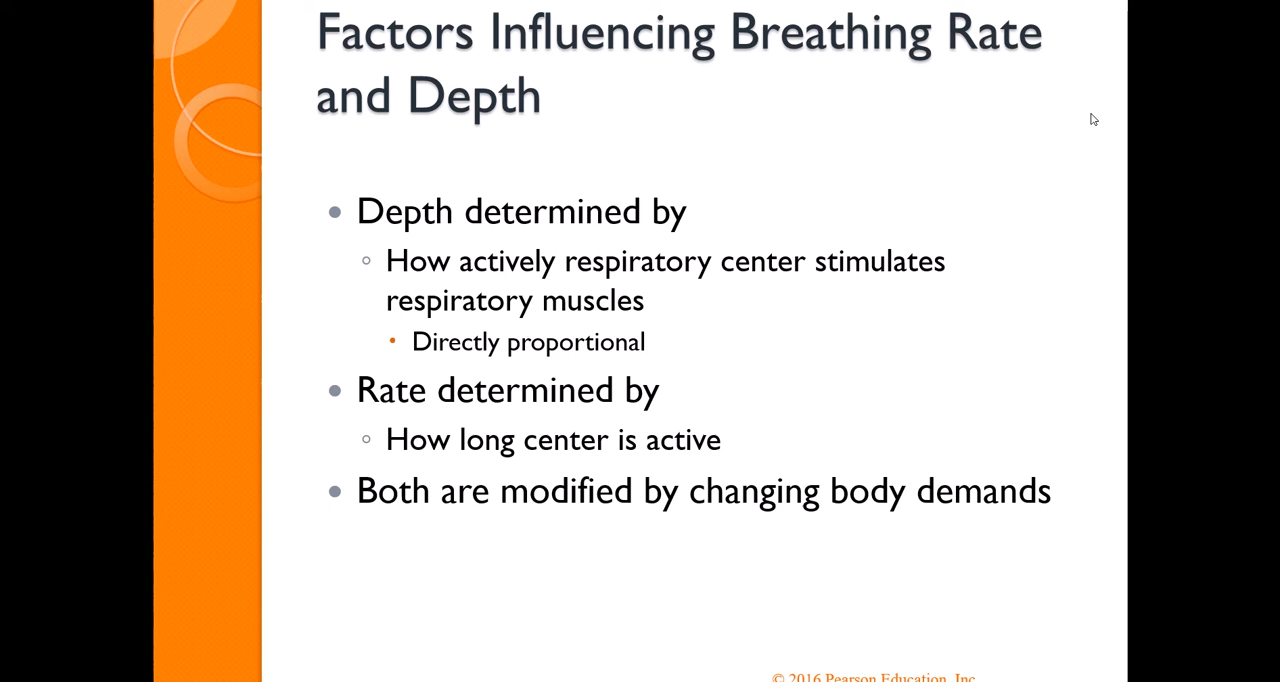 Factors Influencing Breathing Rate
and Depth
• Depth determined by
◦ How actively respiratory center stimulates
respiratory muscles
• Directly proportional
• Rate determined by
◦ How long center is active
• Both are modified by changing body demands
© 2016 Pearson Education, Inc.